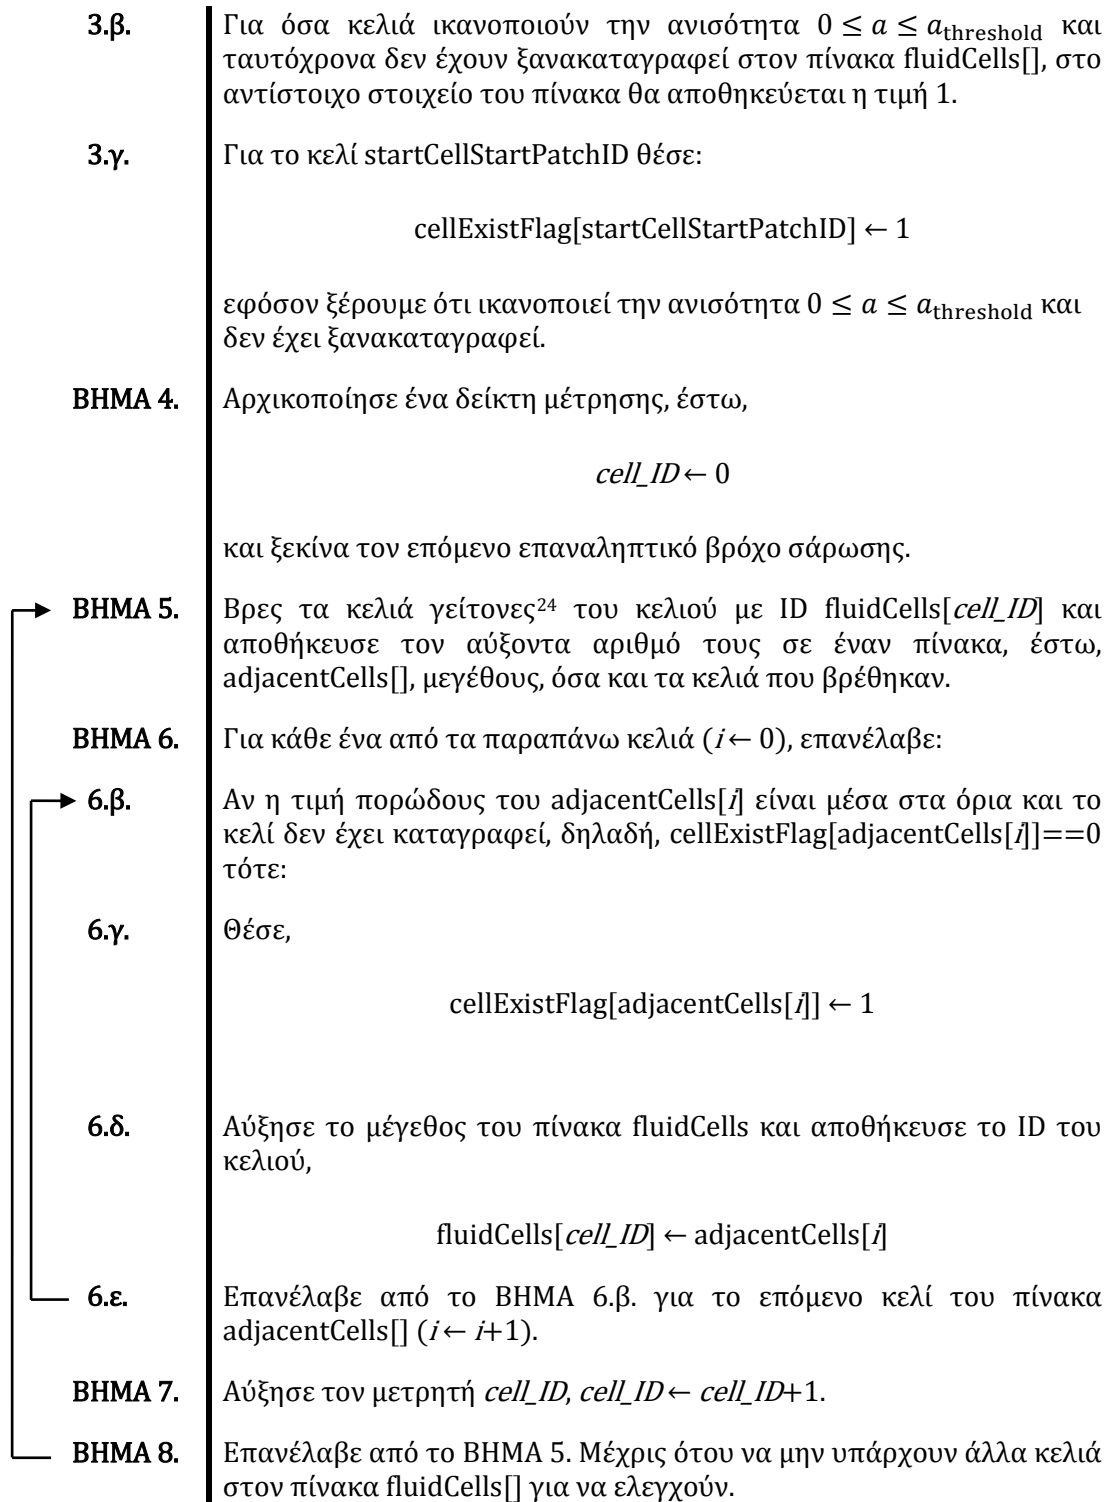 3.β. Για όσα κελιά ικανοποιούν την ανισότητα 0 ≤ a ≤ a_threshold και
ταυτόχρονα δεν έχουν ξανακαταγραφεί στον πίνακα fluidCells[], στο
αντίστοιχο στοιχείο του πίνακα θα αποθηκεύεται η τιμή 1.
3.γ. Για το κελί startCellStartPatchID θέσε:
cellExistFlag[startCellStartPatchID] ← 1
εφόσον ξέρουμε ότι ικανοποιεί την ανισότητα 0 ≤ a ≤ a_threshold και
δεν έχει ξανακαταγραφεί.
ΒΗΜΑ 4. Αρχικοποίησε ένα δείκτη μέτρησης, έστω,
cell_ID ← 0
και ξεκίνα τον επόμενο επαναληπτικό βρόχο σάρωσης.
ΒΗΜΑ 5. Βρες τα κελιά γείτονες²⁴ του κελιού με ID fluidCells[cell_ID] και
αποθήκευσε τον αύξοντα αριθμό τους σε έναν πίνακα, έστω,
adjacentCells[], μεγέθους, όσα και τα κελιά που βρέθηκαν.
ΒΗΜΑ 6. Για κάθε ένα από τα παραπάνω κελιά (i ← 0), επανέλαβε:
6.β. Αν η τιμή πορώδους του adjacentCells[i] είναι μέσα στα όρια και το
κελί δεν έχει καταγραφεί, δηλαδή, cellExistFlag[adjacentCells[i]]==0
τότε:
6.γ. Θέσε,
cellExistFlag[adjacentCells[i]] ← 1
6.δ. Αύξησε το μέγεθος του πίνακα fluidCells και αποθήκευσε το ID του
κελιού,
fluidCells[cell_ID] ← adjacentCells[i]
6.ε. Επανέλαβε από το ΒΗΜΑ 6.β. για το επόμενο κελί του πίνακα
adjacentCells[] (i ← i+1).
ΒΗΜΑ 7. Αύξησε τον μετρητή cell_ID, cell_ID ← cell_ID+1.
ΒΗΜΑ 8. Επανέλαβε από το ΒΗΜΑ 5. Μέχρις ότου να μην υπάρχουν άλλα κελιά
στον πίνακα fluidCells[] για να ελεγχούν.